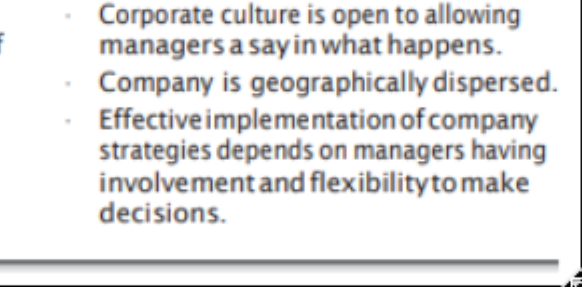 f
· Corporate culture is open to allowing
managers a say in what happens.
· Company is geographically dispersed.
· Effective implementation of company
strategies depends on managers having
involvement and flexibility to make
decisions.